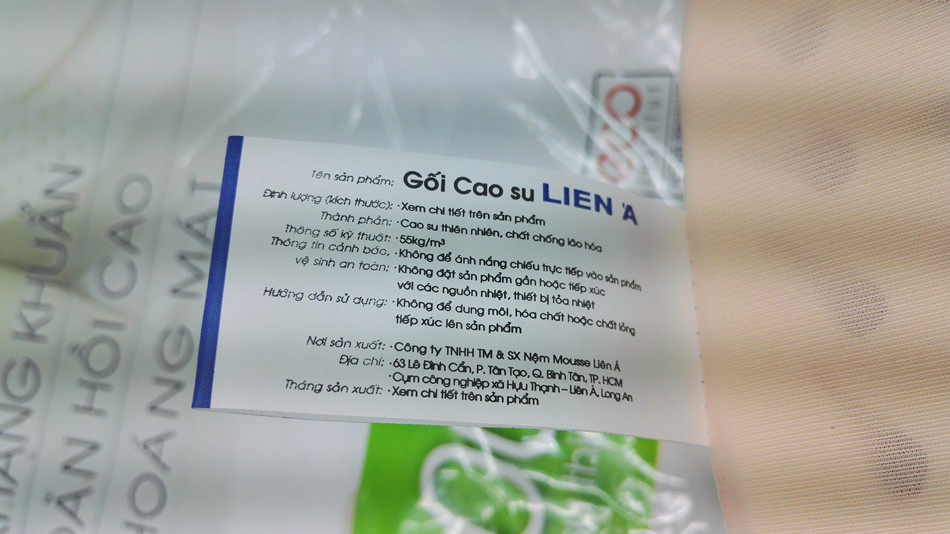 Tên sản phẩm: Gối Cao su LIEN 'A
Định lượng (kích thước): · Xem chi tiết trên sản phẩm
Thành phần: · Cao su thiên nhiên, chất chống lão hóa
Thông số kỹ thuật: · 55kg/m³
Thông tin cảnh báo, · Không để ánh nắng chiếu trực tiếp vào sản phẩm
vệ sinh an toàn: · Không đặt sản phẩm gần hoặc tiếp xúc
với các nguồn nhiệt, thiết bị tỏa nhiệt
Hướng dẫn sử dụng: · Không để dung môi, hóa chất hoặc chất lỏng
tiếp xúc lên sản phẩm
Nơi sản xuất: · Công ty TNHH TM & SX Nệm Mousse Liên Á
Địa chỉ: · 63 Lê Đình Cẩn, P. Tân Tạo, Q. Bình Tân, TP. HCM
· Cụm công nghiệp xã Hựu Thạnh – Liên Á, Long An
Tháng sản xuất: · Xem chi tiết trên sản phẩm
KHÁNG KHUẨN
ĐÀN HỒI CAO
THOÁNG MÁT